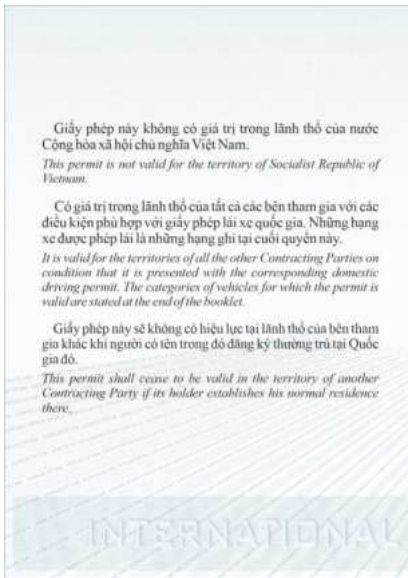 Giấy phép này không có giá trị trong lãnh thổ của nước
Cộng hòa xã hội chủ nghĩa Việt Nam.
This permit is not valid for the territory of Socialist Republic of
Vietnam.
Có giá trị trong lãnh thổ của tất cả các bên tham gia với các
điều kiện phù hợp với giấy phép lái xe quốc gia. Những hạng
xe được phép lái là những hạng ghi tại cuối quyển này.
It is valid for the territories of all the other Contracting Parties on
condition that it is presented with the corresponding domestic
driving permit. The categories of vehicles for which the permit is
valid are stated at the end of the booklet.
Giấy phép này sẽ không có hiệu lực tại lãnh thổ của bên tham
gia khác khi người có tên trong đó đăng ký thường trú tại Quốc
gia đó.
This permit shall cease to be valid in the territory of another
Contracting Party if its holder establishes his normal residence
there.
INTERNATIONAL